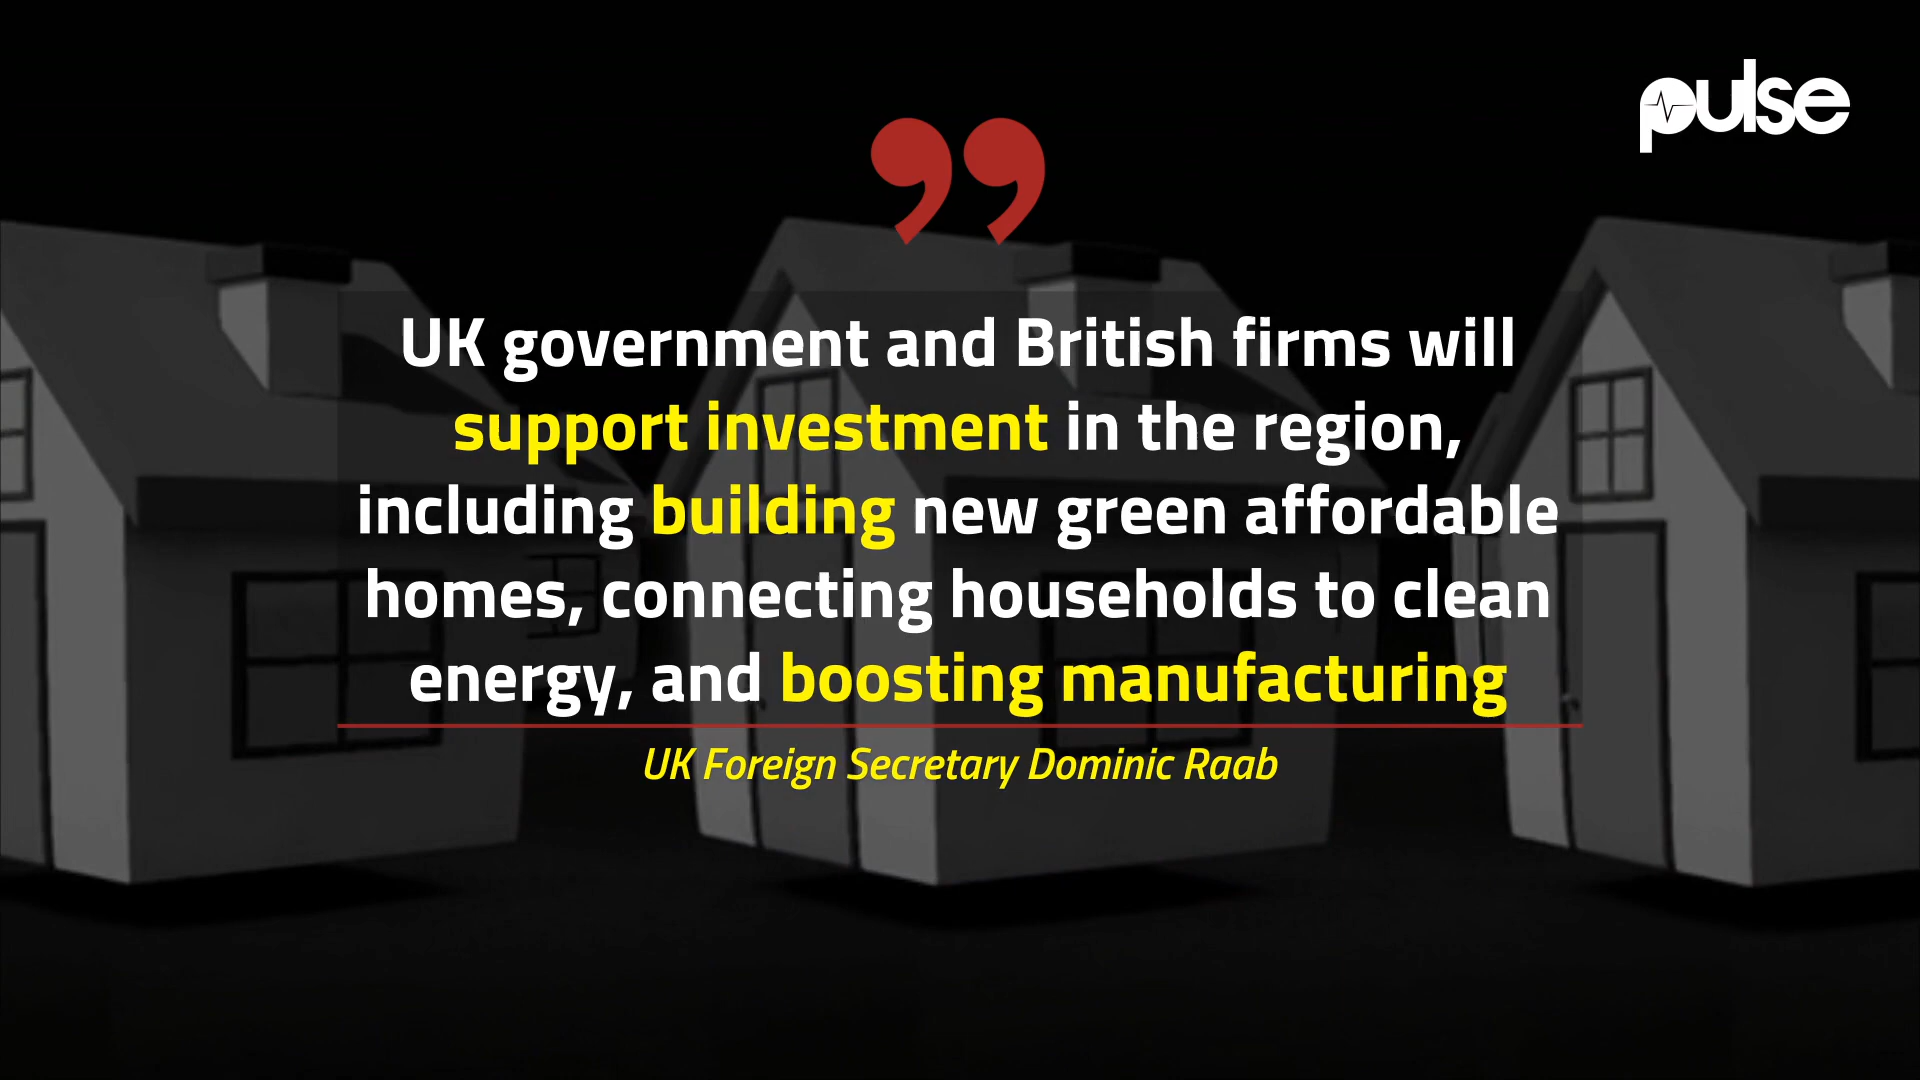 pulse
UK government and British firms will
support investment in the region,
including building new green affordable
homes, connecting households to clean
energy, and boosting manufacturing
UK Foreign Secretary Dominic Raab